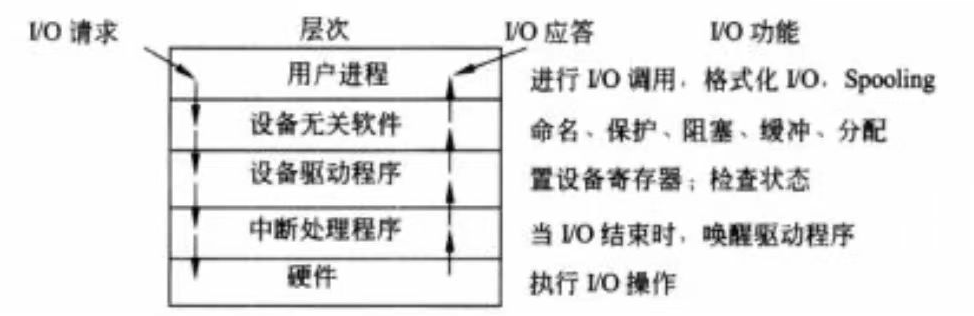 I/O 请求 层次 I/O 应答 I/O 功能
用户进程 进行 I/O 调用，格式化 I/O，Spooling
设备无关软件 命名、保护、阻塞、缓冲、分配
设备驱动程序 置设备寄存器；检查状态
中断处理程序 当 I/O 结束时，唤醒驱动程序
硬件 执行 I/O 操作